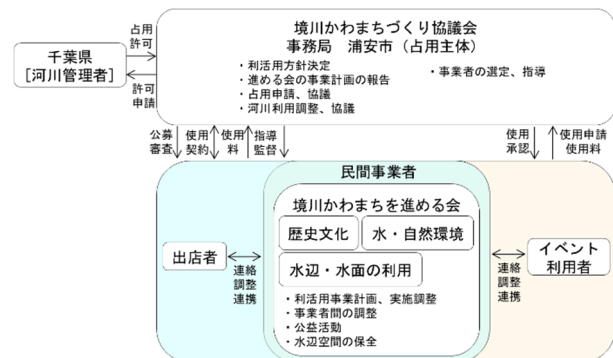 境川かわまちづくり協議会
事務局　浦安市（占用主体）
・利活用方針決定
・進める会の事業計画の報告
・占用申請、協議
・河川利用調整、協議
・事業者の選定、指導
千葉県
［河川管理者］
占用
許可
許可
申請
公募
審査
使用
契約
使用
料
指導
監督
使用
承認
使用申請
使用料
民間事業者
境川かわまちを進める会
歴史文化
水・自然環境
水辺・水面の利用
・利活用事業計画、実施調整
・事業者間の調整
・公益活動
・水辺空間の保全
出店者
連絡
調整
連携
イベント
利用者
連絡
調整
連携